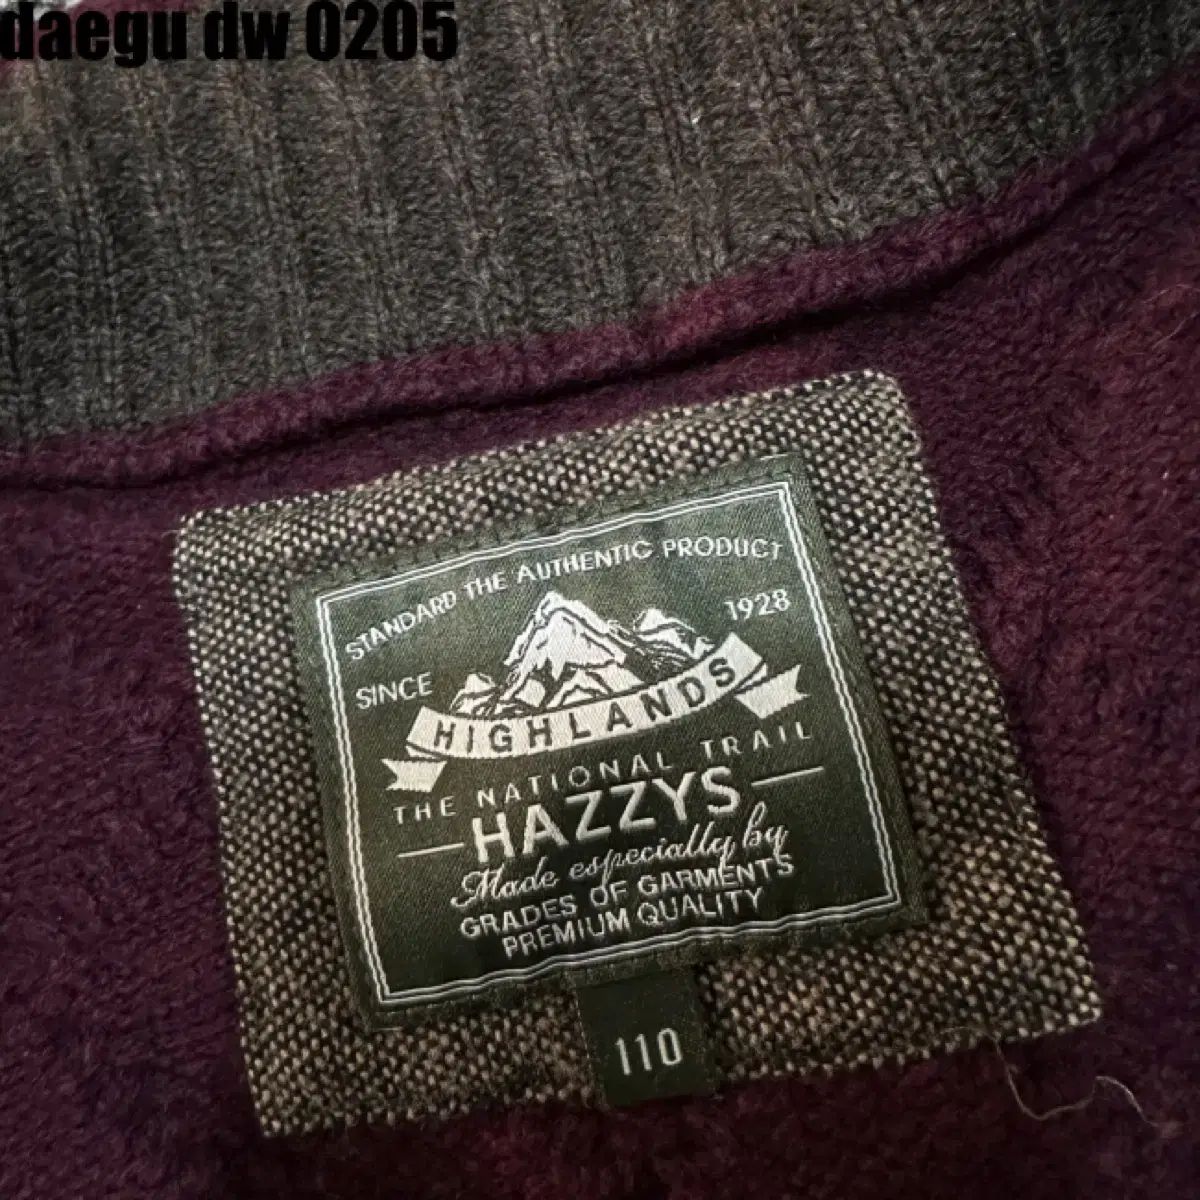 daegu dw 0205
STANDARD THE AUTHENTIC PRODUCT
SINCE 1928
HIGHLANDS
THE NATIONAL TRAIL
HAZZYS
Made especially by
GRADES OF GARMENTS
PREMIUM QUALITY
110